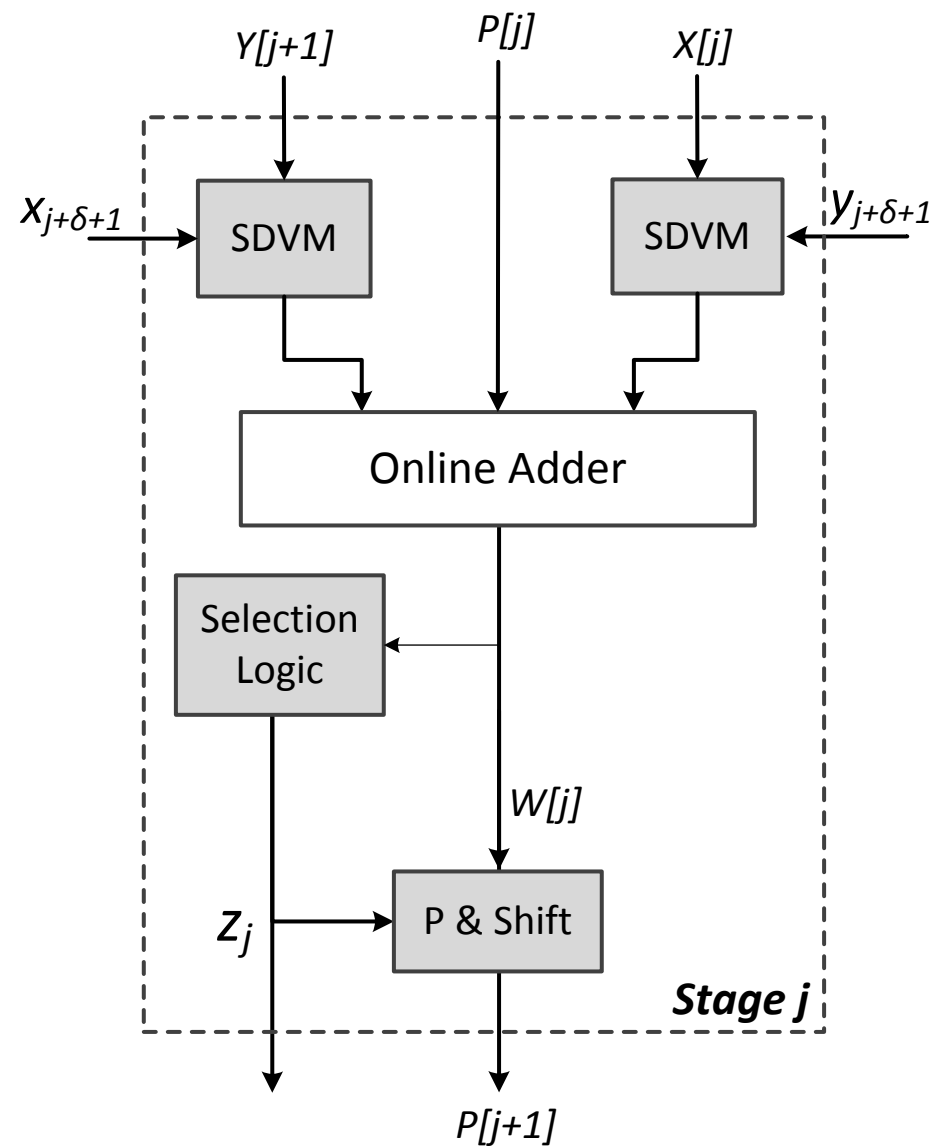 Y[j+1]
P[j]
X[j]
x_{j+δ+1}
SDVM
SDVM
y_{j+δ+1}
Online Adder
Selection
Logic
W[j]
z_j
P & Shift
Stage j
P[j+1]